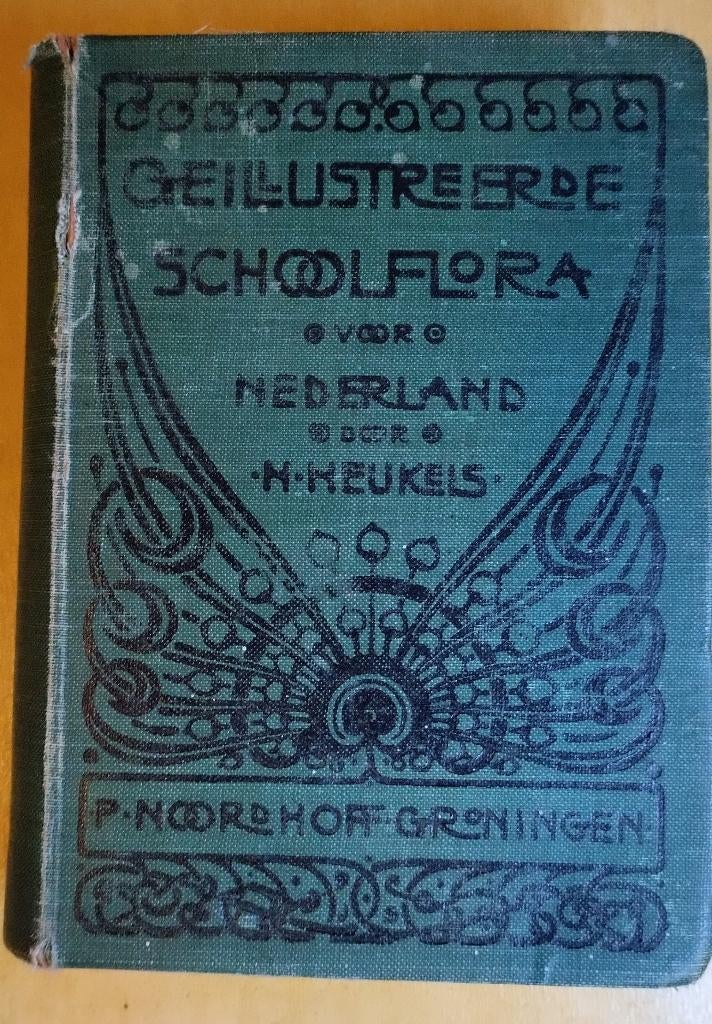 GEILLUSTREERDE
SCHOOLFLORA
VOOR
NEDERLAND
DOOR
·H·HEUKELS·
P·NOORDHOFF·GRONINGEN·